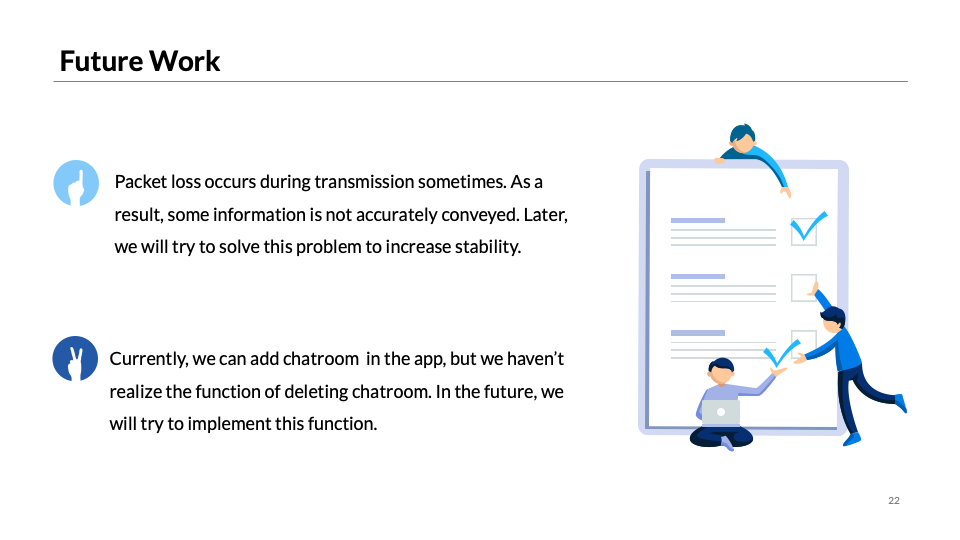 Future Work
Packet loss occurs during transmission sometimes. As a
result, some information is not accurately conveyed. Later,
we will try to solve this problem to increase stability.
Currently, we can add chatroom  in the app, but we haven’t
realize the function of deleting chatroom. In the future, we
will try to implement this function.
22